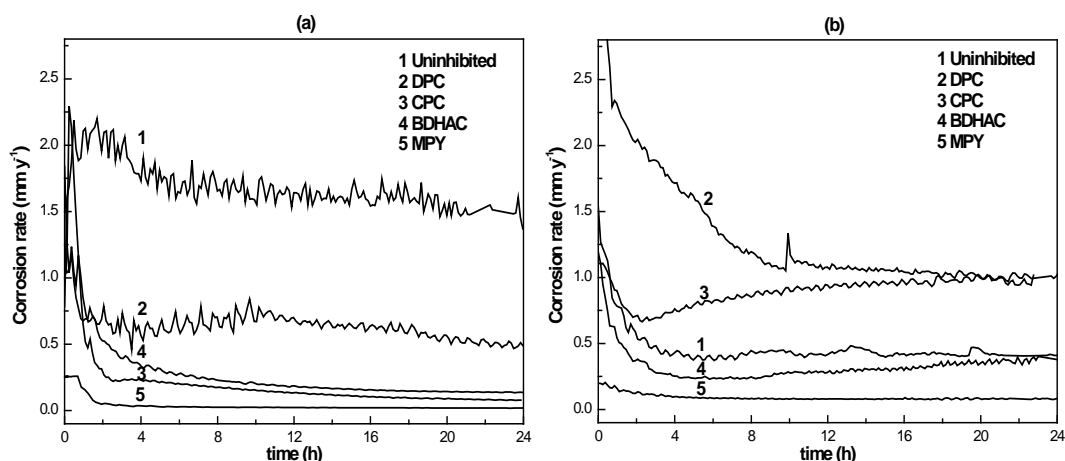 (a)
Corrosion rate (mm y-1)
2.5
2.0
1.5
1.0
0.5
0.0
1 Uninhibited
2 DPC
3 CPC
4 BDHAC
5 MPY
1
2
4
3
5
0 4 8 12 16 20 24
time (h)
(b)
Corrosion rate (mm y-1)
2.5
2.0
1.5
1.0
0.5
0.0
1 Uninhibited
2 DPC
3 CPC
4 BDHAC
5 MPY
2
3
1
4
5
0 4 8 12 16 20 24
time (h)